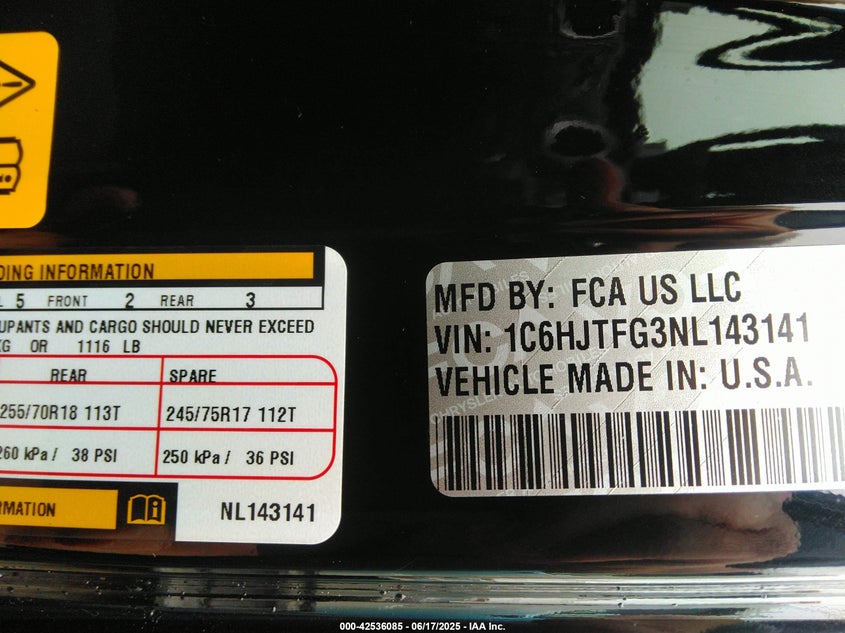 DING INFORMATION
L 5 FRONT 2 REAR 3
UPANTS AND CARGO SHOULD NEVER EXCEED
KG OR 1116 LB
REAR SPARE
255/70R18 113T 245/75R17 112T
260 kPa / 38 PSI 250 kPa / 36 PSI
RMATION
NL143141
MFD BY: FCA US LLC
VIN: 1C6HJTFG3NL143141
VEHICLE MADE IN: U.S.A.
000-42536085 - 06/17/2025 - IAA Inc.